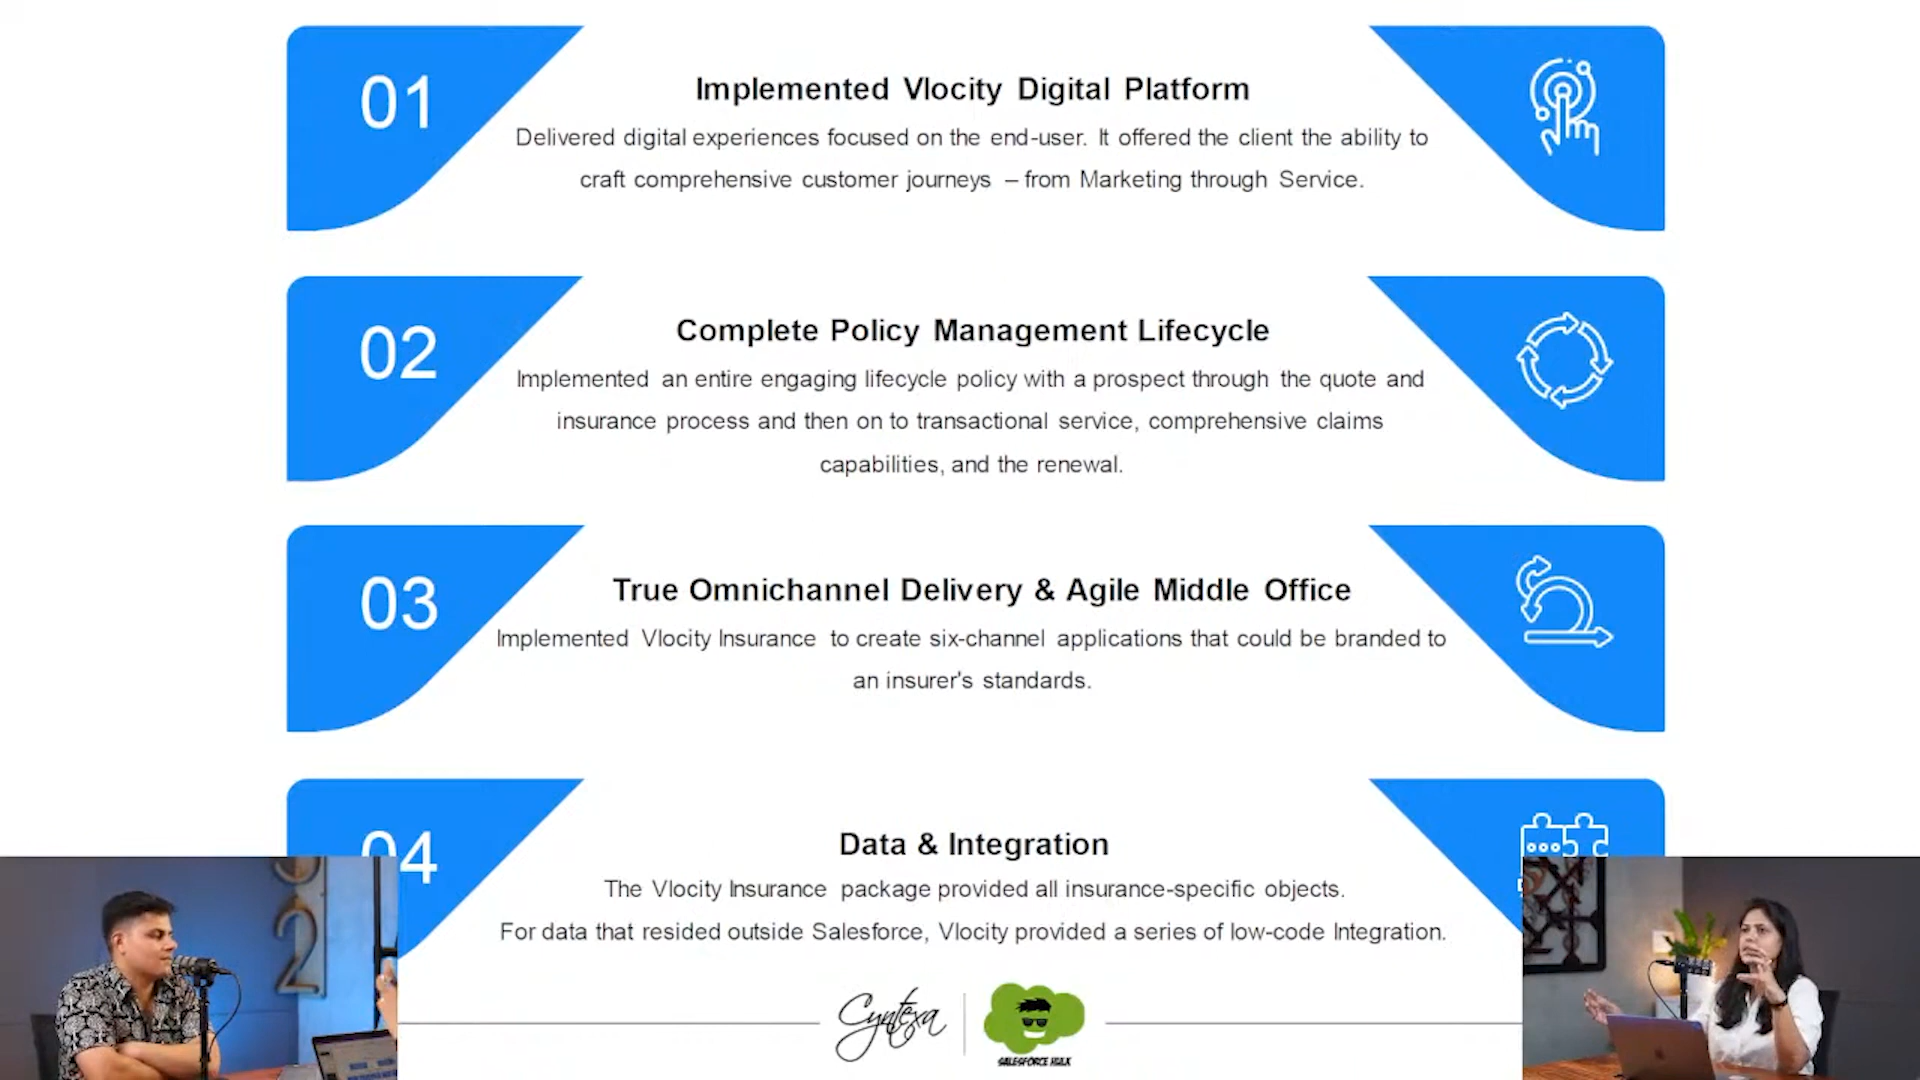 01
Implemented Vlocity Digital Platform
Delivered digital experiences focused on the end-user. It offered the client the ability to
craft comprehensive customer journeys – from Marketing through Service.
02
Complete Policy Management Lifecycle
Implemented an entire engaging lifecycle policy with a prospect through the quote and
insurance process and then on to transactional service, comprehensive claims
capabilities, and the renewal.
03
True Omnichannel Delivery & Agile Middle Office
Implemented Vlocity Insurance to create six-channel applications that could be branded to
an insurer's standards.
04
Data & Integration
The Vlocity Insurance package provided all insurance-specific objects.
For data that resided outside Salesforce, Vlocity provided a series of low-code Integration.
Cyntexa
SALESFORCE HULK
2